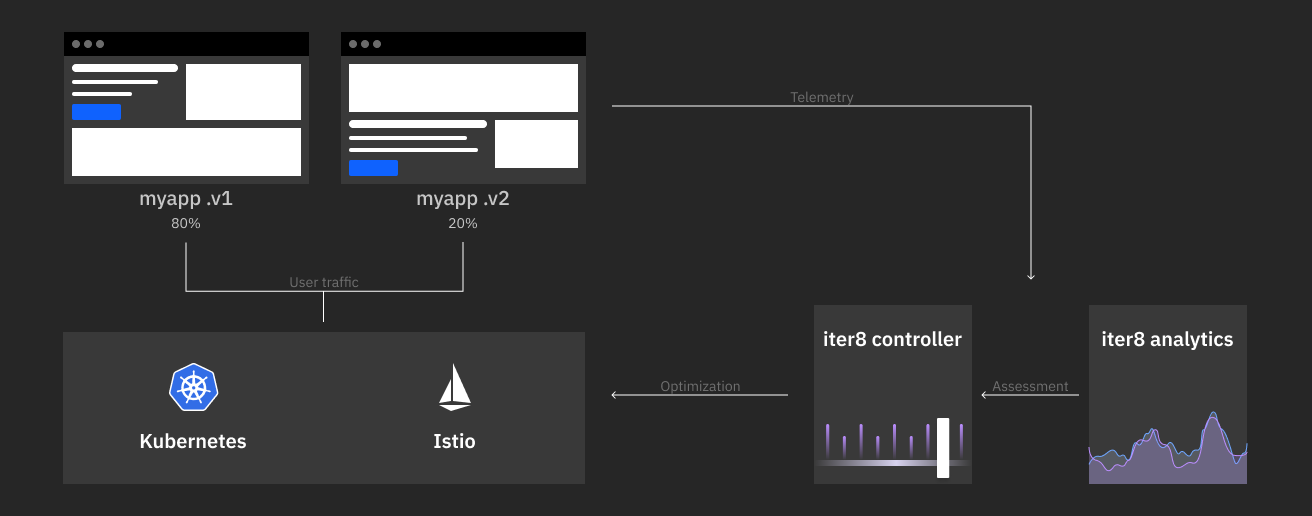 Telemetry
myapp .v1
myapp .v2
80%
20%
User traffic
iter8 controller
iter8 analytics
Optimization
Assessment
Kubernetes
Istio